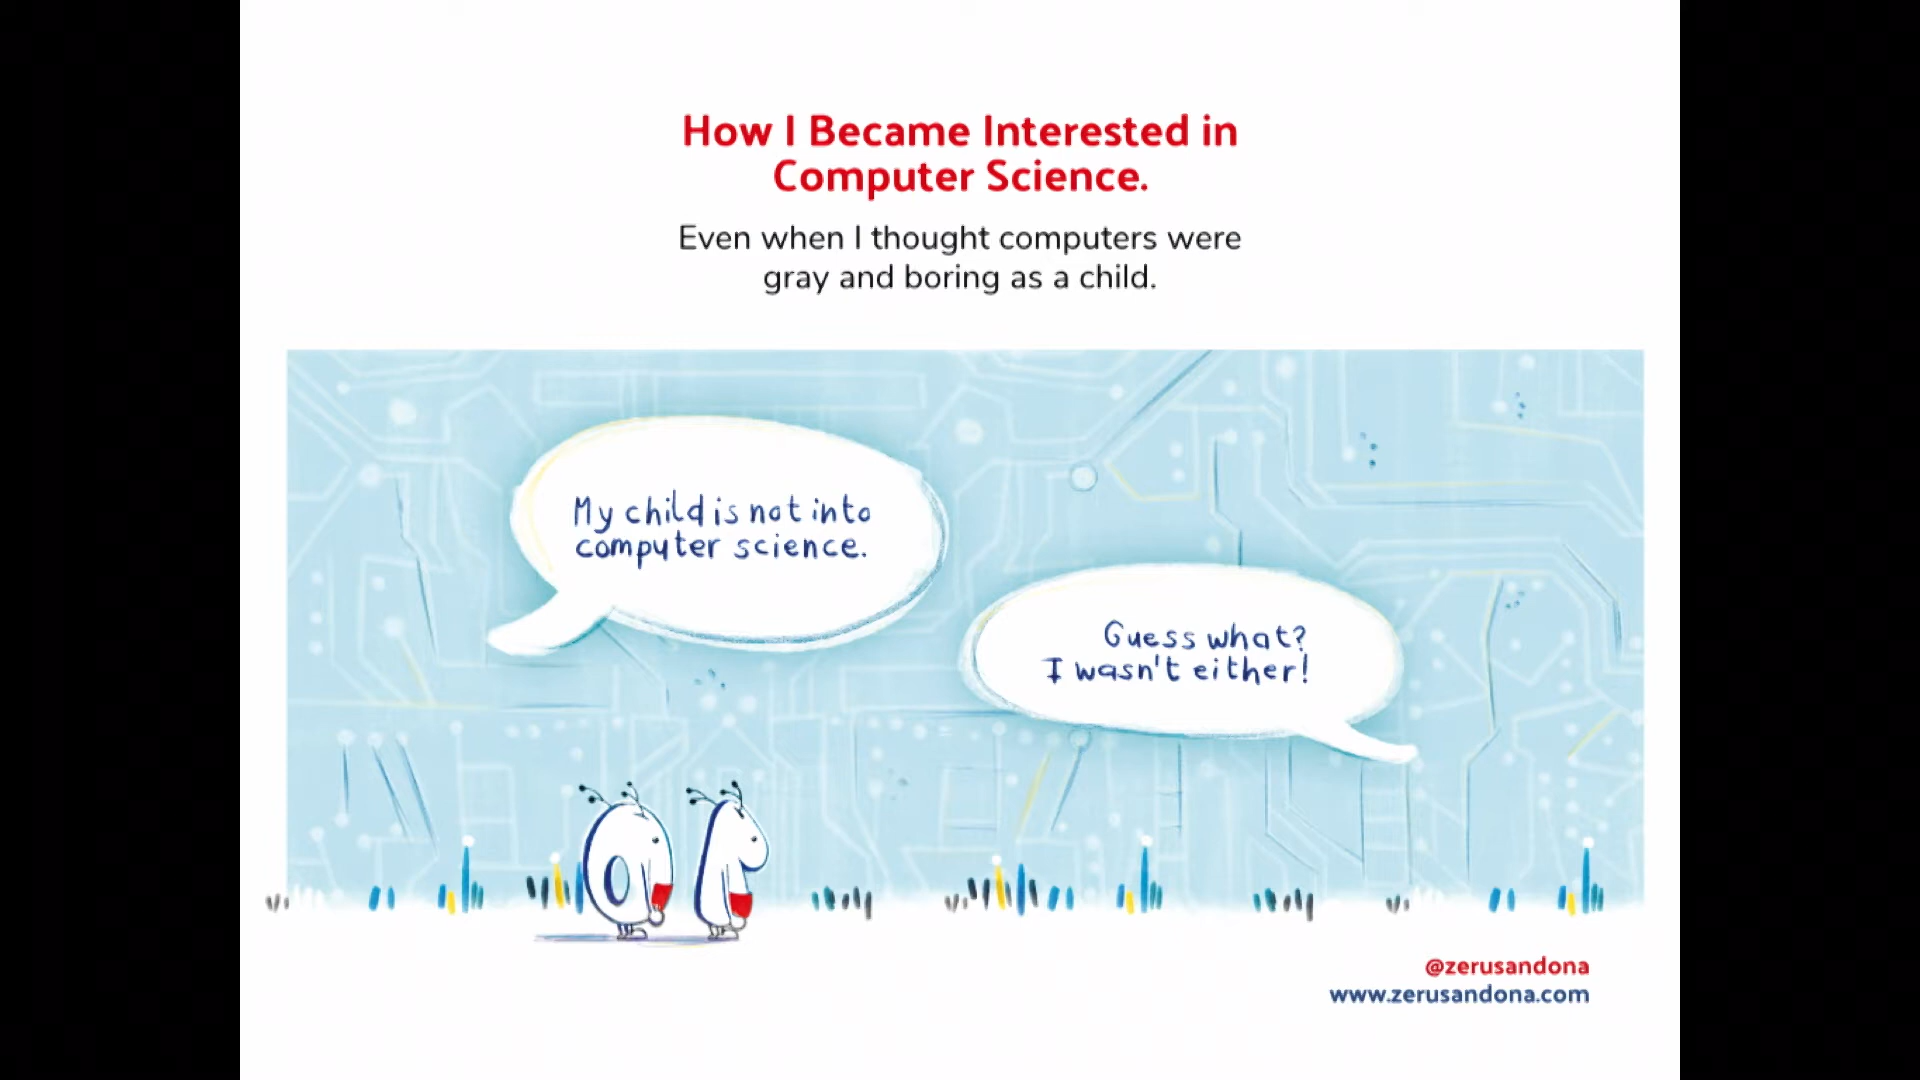 How I Became Interested in
Computer Science.
Even when I thought computers were
gray and boring as a child.
My child is not into
computer science.
Guess what?
I wasn't either!
@zerusandona
www.zerusandona.com